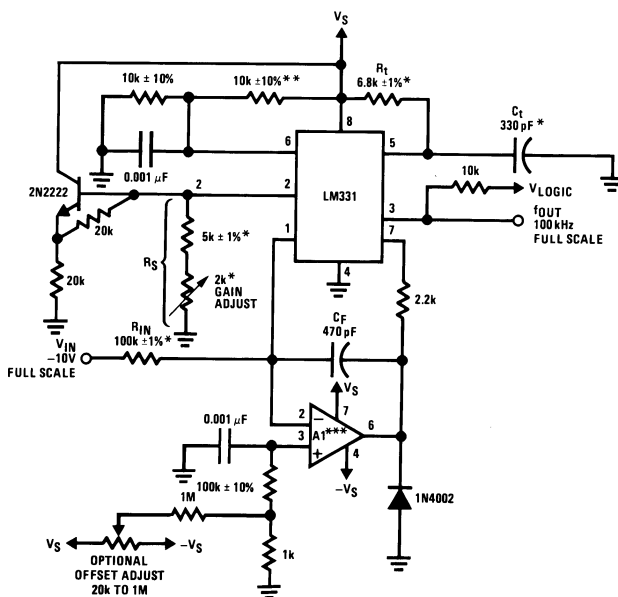 VS
10k ± 10%
10k ±10%**
Rt
6.8k ±1%*
Ct
330 pF*
8
6
5
0.001 µF
2N2222
2
2
LM331
10k
VLOGIC
3
fOUT
100 kHz
FULL SCALE
20k
1
7
5k ± 1%*
4
RS
20k
2k*
GAIN
ADJUST
2.2k
VIN
–10V
FULL SCALE
RIN
100k ±1%*
CF
470 pF
VS
0.001 µF
2
7
–
3
A1***
6
+
4
–VS
100k ± 10%
1M
1N4002
VS
–VS
1k
OPTIONAL
OFFSET ADJUST
20k TO 1M